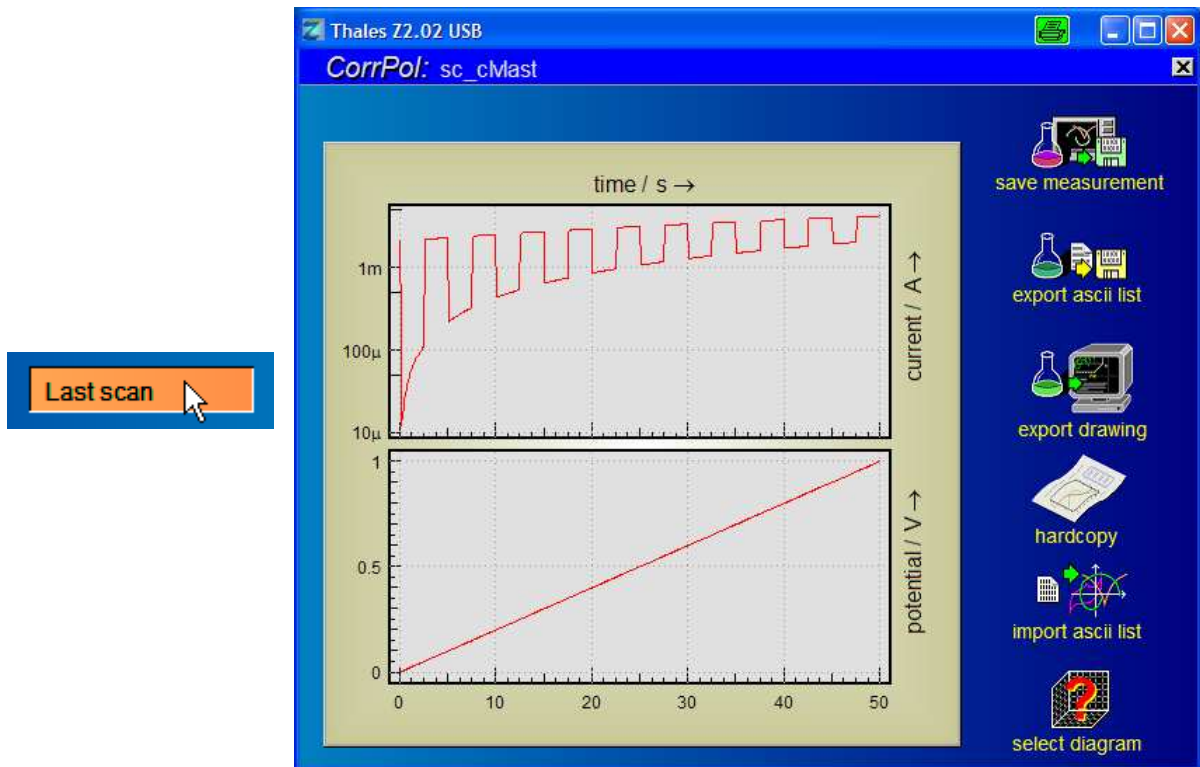 Last scan
Thales Z2.02 USB
CorrPol: sc_cMast
time / s →
1m
100µ
10µ
current / A →
1
0.5
0
potential / V →
0
10
20
30
40
50
save measurement
export ascii list
export drawing
hardcopy
import ascii list
select diagram